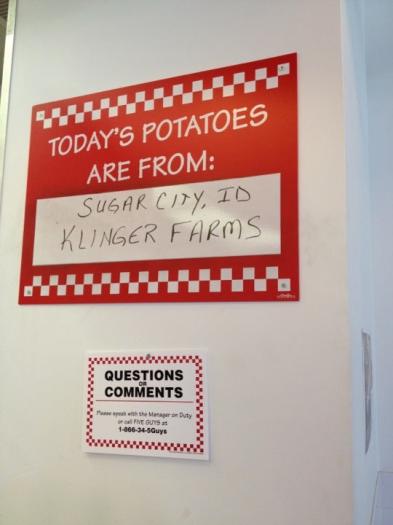 TODAY'S POTATOES
ARE FROM:
SUGAR CITY, ID
KLINGER FARMS
QUESTIONS
OR
COMMENTS
Please speak with the Manager on Duty
or call FIVE GUYS at
1-866-34-5Guys